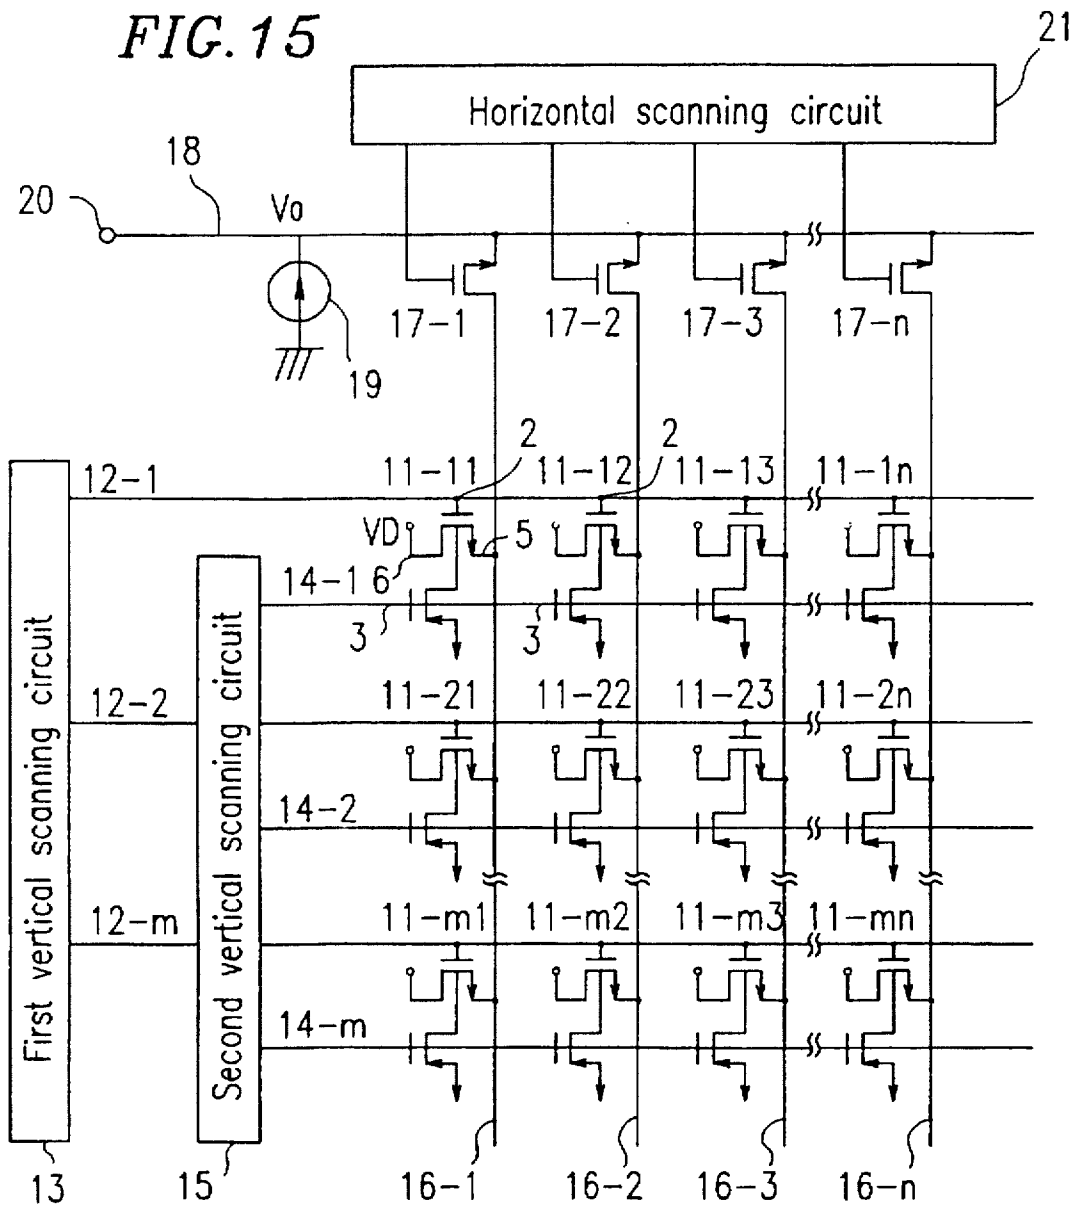 FIG.15
21
Horizontal scanning circuit
18
20
Va
17-1 17-2 17-3 17-n
19
2 2
12-1 11-11 11-12 11-13 11-1n
VD 5
14-1 6
3 3
12-2 11-21 11-22 11-23 11-2n
14-2
12-m 11-m1 11-m2 11-m3 11-mn
14-m
First vertical scanning circuit
Second vertical scanning circuit
13 15 16-1 16-2 16-3 16-n